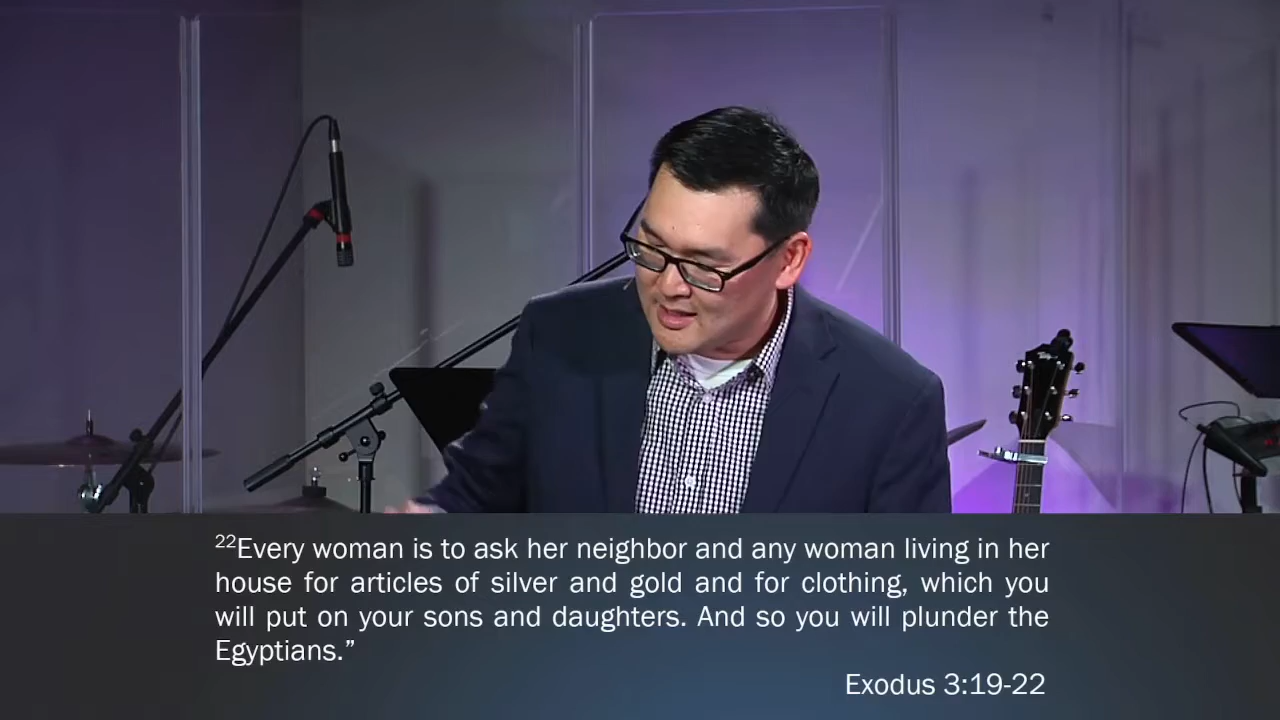 ²²Every woman is to ask her neighbor and any woman living in her
house for articles of silver and gold and for clothing, which you
will put on your sons and daughters. And so you will plunder the
Egyptians.”
Exodus 3:19-22